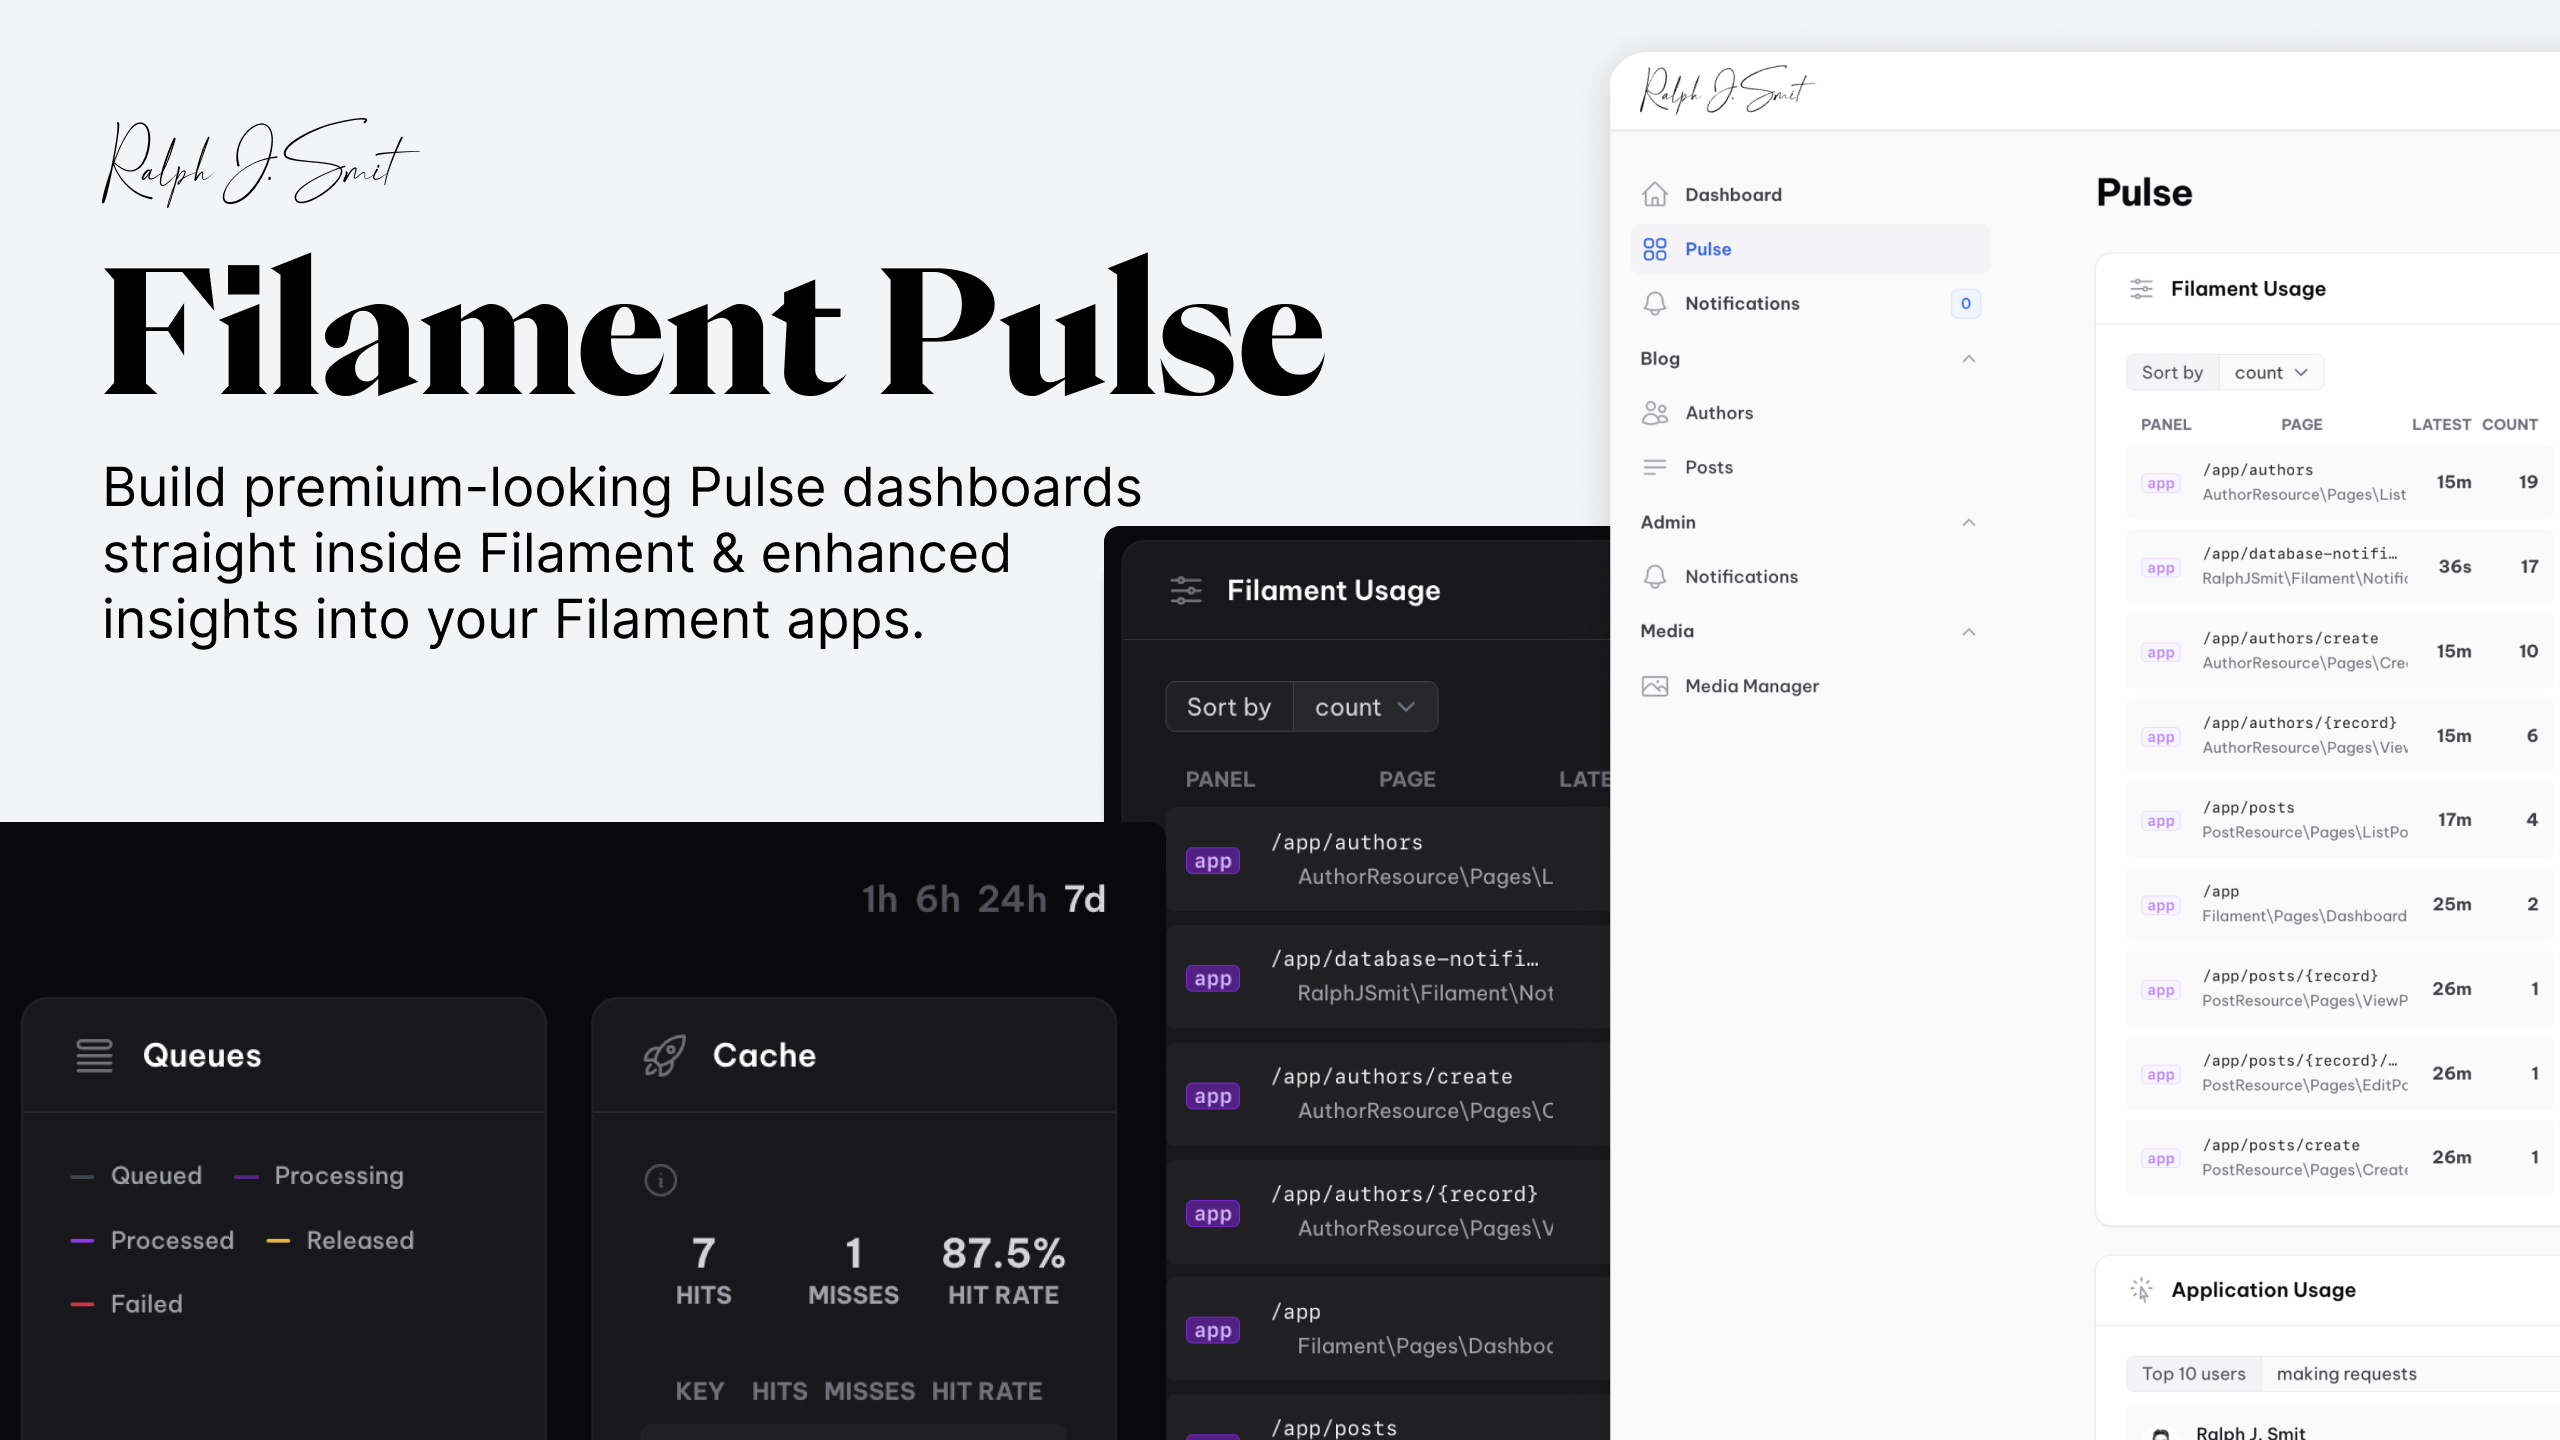 Ralph J. Smit
Filament Pulse
Build premium-looking Pulse dashboards
straight inside Filament & enhanced
insights into your Filament apps.
1h 6h 24h 7d
Queues
Queued Processing
Processed Released
Failed
Cache
7 1 87.5%
HITS MISSES HIT RATE
KEY HITS MISSES HIT RATE
Filament Usage
Sort by count
PANEL PAGE LATE
app /app/authors
AuthorResource\Pages\L
app /app/database-notifi…
RalphJSmit\Filament\Not
app /app/authors/create
AuthorResource\Pages\C
app /app/authors/{record}
AuthorResource\Pages\V
app /app
Filament\Pages\Dashboc
/app/posts
Ralph J. Smit
Dashboard
Pulse
Notifications 0
Blog
Authors
Posts
Admin
Notifications
Media
Media Manager
Pulse
Filament Usage
Sort by count
PANEL PAGE LATEST COUNT
app /app/authors 15m 19
AuthorResource\Pages\List
app /app/database-notifi… 36s 17
RalphJSmit\Filament\Notific
app /app/authors/create 15m 10
AuthorResource\Pages\Cre
app /app/authors/{record} 15m 6
AuthorResource\Pages\View
app /app/posts 17m 4
PostResource\Pages\ListPo
app /app 25m 2
Filament\Pages\Dashboard
app /app/posts/{record} 26m 1
PostResource\Pages\ViewP
app /app/posts/{record}/… 26m 1
PostResource\Pages\EditPo
app /app/posts/create 26m 1
PostResource\Pages\Create
Application Usage
Top 10 users making requests
Ralph J. Smit